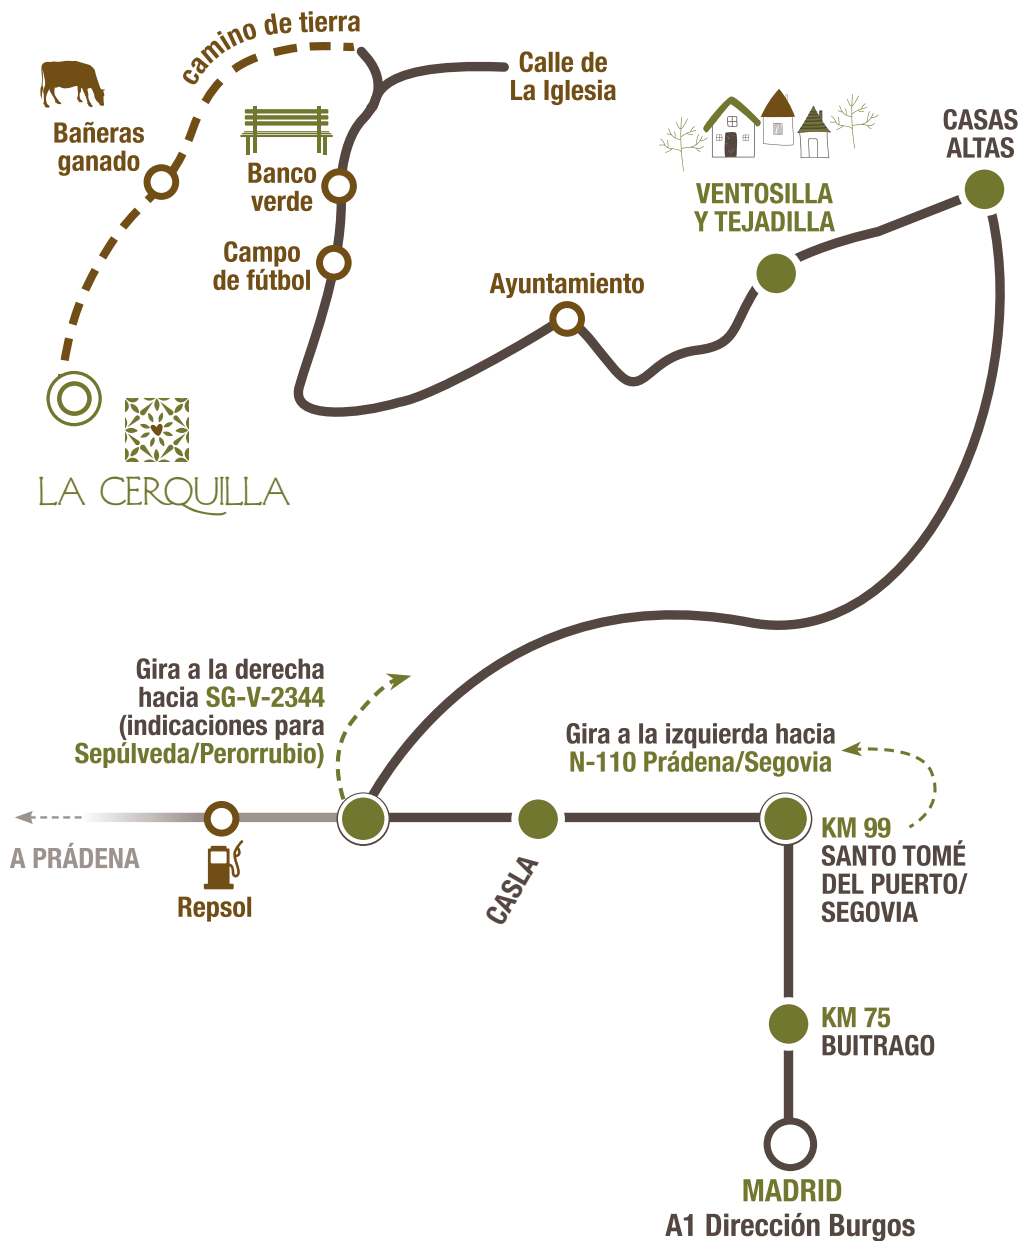 camino de tierra
Calle de
La Iglesia
Bañeras
ganado
Banco
verde
CASAS
ALTAS
VENTOSILLA
Y TEJADILLA
Campo
de fútbol
Ayuntamiento
LA CERQUILLA
Gira a la derecha
hacia SG-V-2344
(indicaciones para
Sepúlveda/Perorrubio)
Gira a la izquierda hacia
N-110 Prádena/Segovia
A PRÁDENA
Repsol
CASLA
KM 99
SANTO TOMÉ
DEL PUERTO/
SEGOVIA
KM 75
BUITRAGO
MADRID
A1 Dirección Burgos